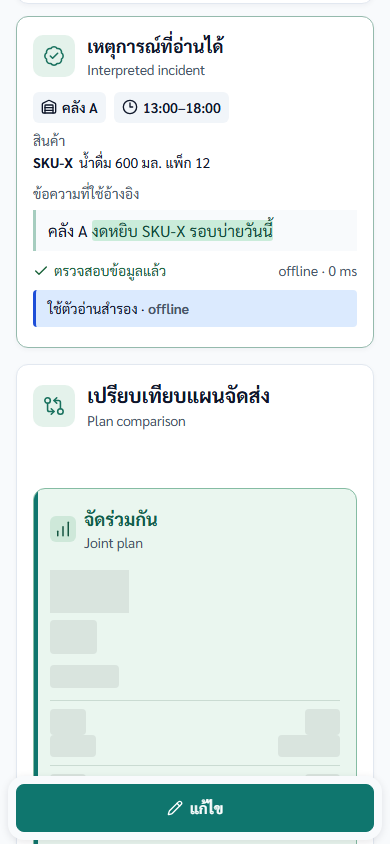 เหตุการณ์ที่อ่านได้
Interpreted incident
คลัง A
13:00–18:00
สินค้า
SKU-X น้ำดื่ม 600 มล. แพ็ก 12
ข้อความที่ใช้อ้างอิง
คลัง A งดหยิบ SKU-X รอบบ่ายวันนี้
ตรวจสอบข้อมูลแล้ว
offline · 0 ms
ใช้ตัวอ่านสำรอง · offline
เปรียบเทียบแผนจัดส่ง
Plan comparison
จัดร่วมกัน
Joint plan
แก้ไข